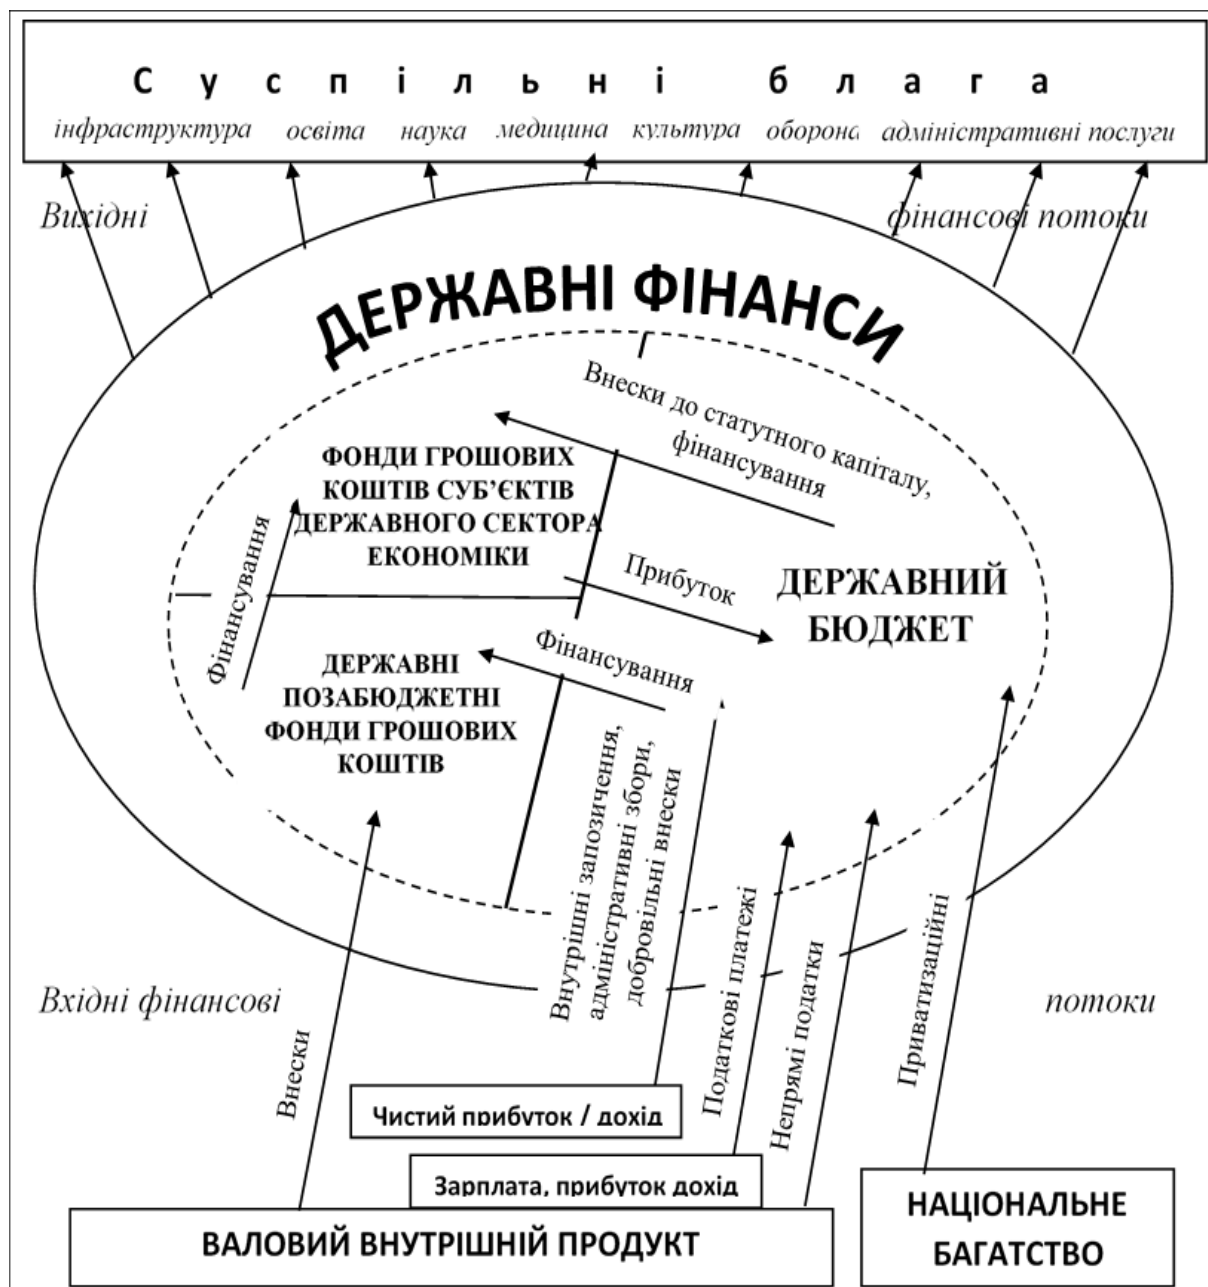 Суспільні блага
інфраструктура освіта наука медицина культура оборона адміністративні послуги
Вихідні фінансові потоки
ДЕРЖАВНІ ФІНАНСИ
Внески до статутного капіталу,
фінансування
ФОНДИ ГРОШОВИХ
КОШТІВ СУБ’ЄКТІВ
ДЕРЖАВНОГО СЕКТОРА
ЕКОНОМІКИ
Фінансування
Прибуток
ДЕРЖАВНИЙ
БЮДЖЕТ
Фінансування
ДЕРЖАВНІ
ПОЗАБЮДЖЕТНІ
ФОНДИ ГРОШОВИХ
КОШТІВ
Внутрішні запозичення,
адміністративні збори,
добровільні внески
Податкові платежі
Непрямі податки
Приватизаційні
Вхідні фінансові потоки
Внески
Чистий прибуток / дохід
Зарплата, прибуток дохід
ВАЛОВИЙ ВНУТРІШНІЙ ПРОДУКТ
НАЦІОНАЛЬНЕ
БАГАТСТВО